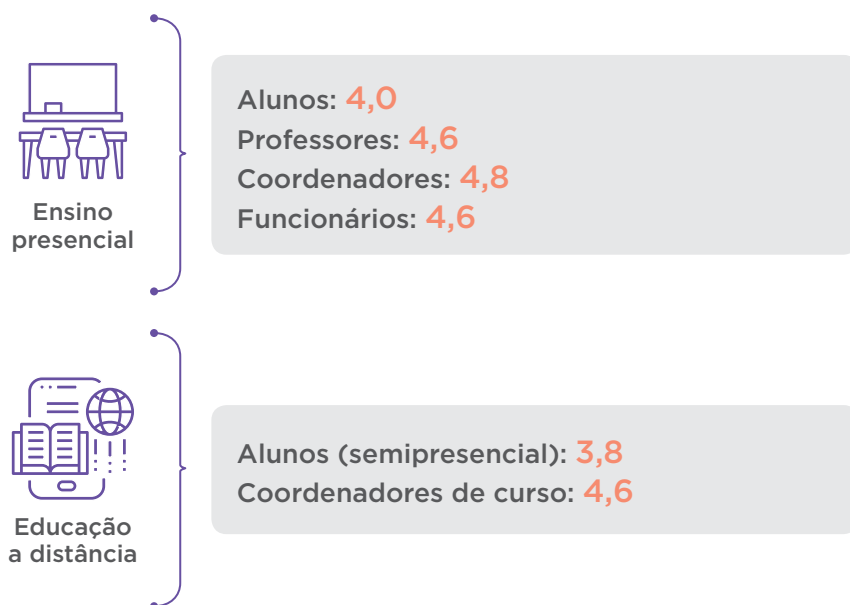 Ensino
presencial
Alunos: 4,0
Professores: 4,6
Coordenadores: 4,8
Funcionários: 4,6
Educação
a distância
Alunos (semipresencial): 3,8
Coordenadores de curso: 4,6